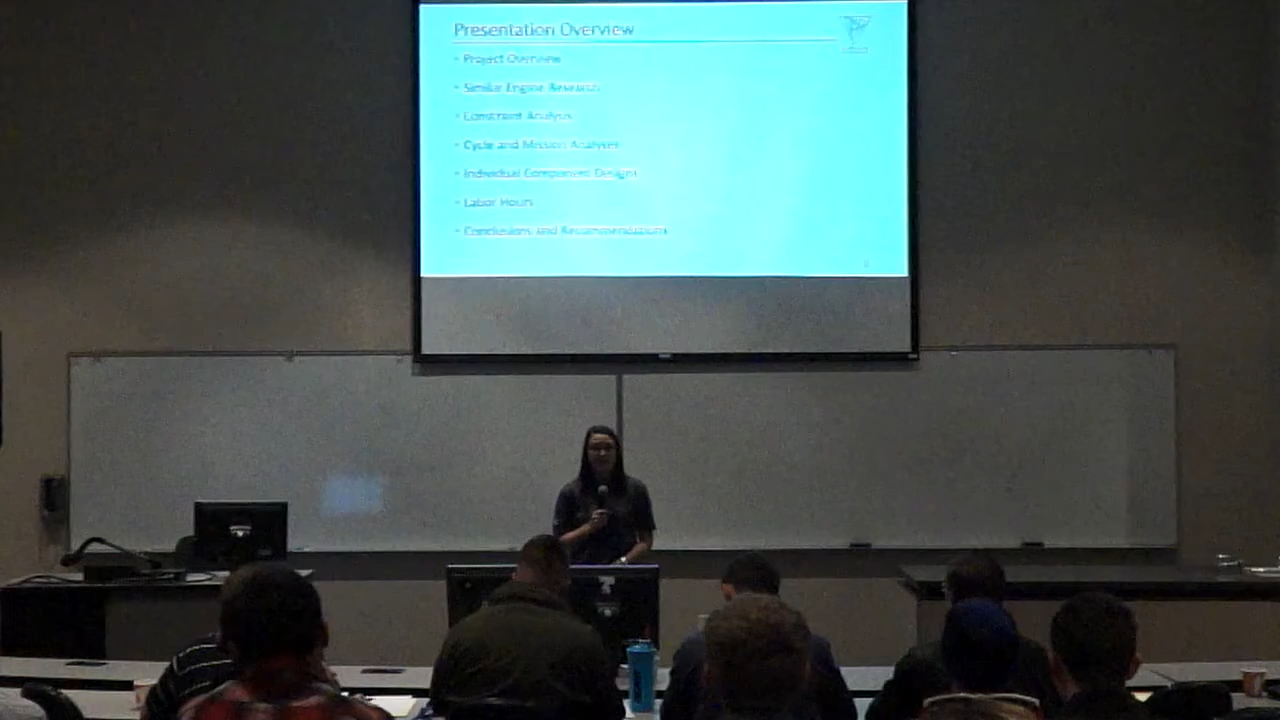 Presentation Overview
• Project Overview
• Similar Engine Research
• Constraint Analysis
• Cycle and Mission Analyses
• Individual Component Designs
• Labor Hours
• Conclusions and Recommendations